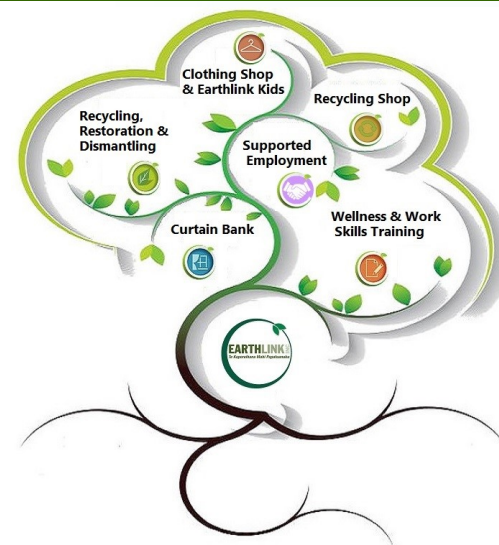 Clothing Shop
& Earthlink Kids
Recycling Shop
Recycling,
Restoration &
Dismantling
Supported
Employment
Curtain Bank
Wellness & Work
Skills Training
EARTHLINK